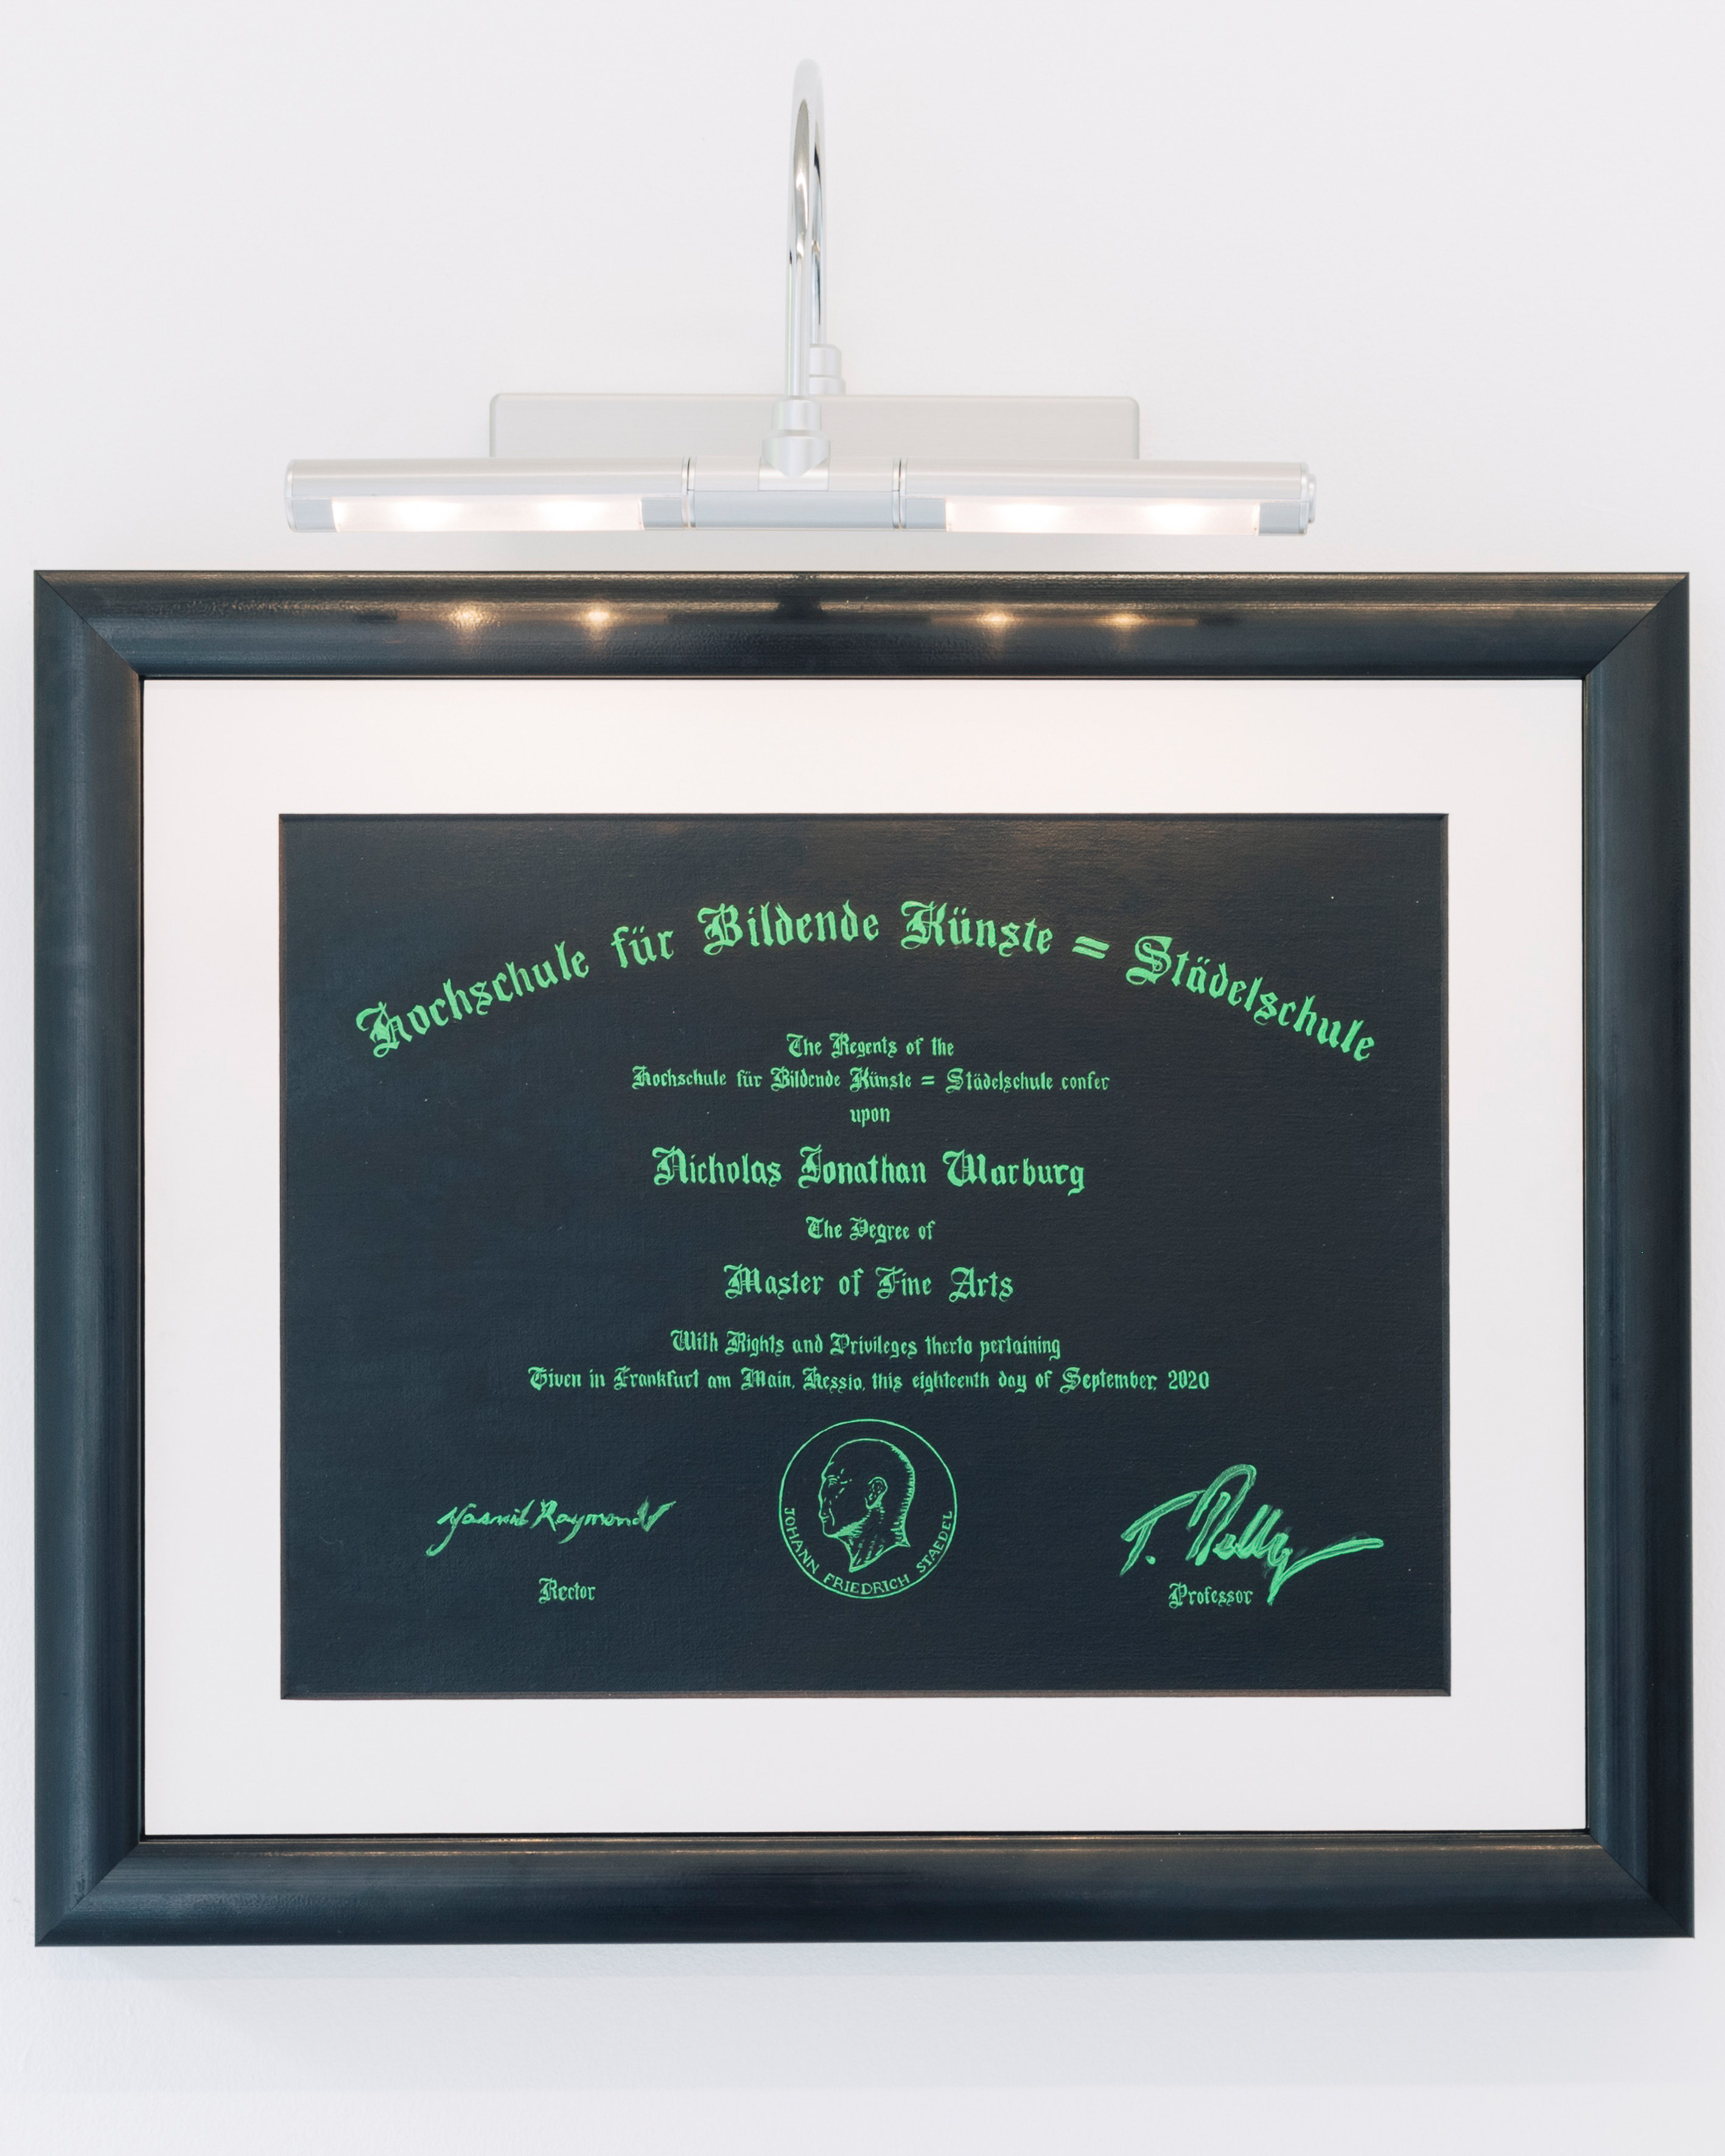 Hochschule für Bildende Künste = Städelschule
The Regents of the
Hochschule für Bildende Künste = Städelschule confer
upon
Nicholas Jonathan Warburg
The Degree of
Master of Fine Arts
With Rights and Privileges therto pertaining
Given in Frankfurt am Main, Hessia, this eighteenth day of September, 2020
Yasmil Raymond
Rector
JOHANN FRIEDRICH STAEDEL
T. Rolly
Professor